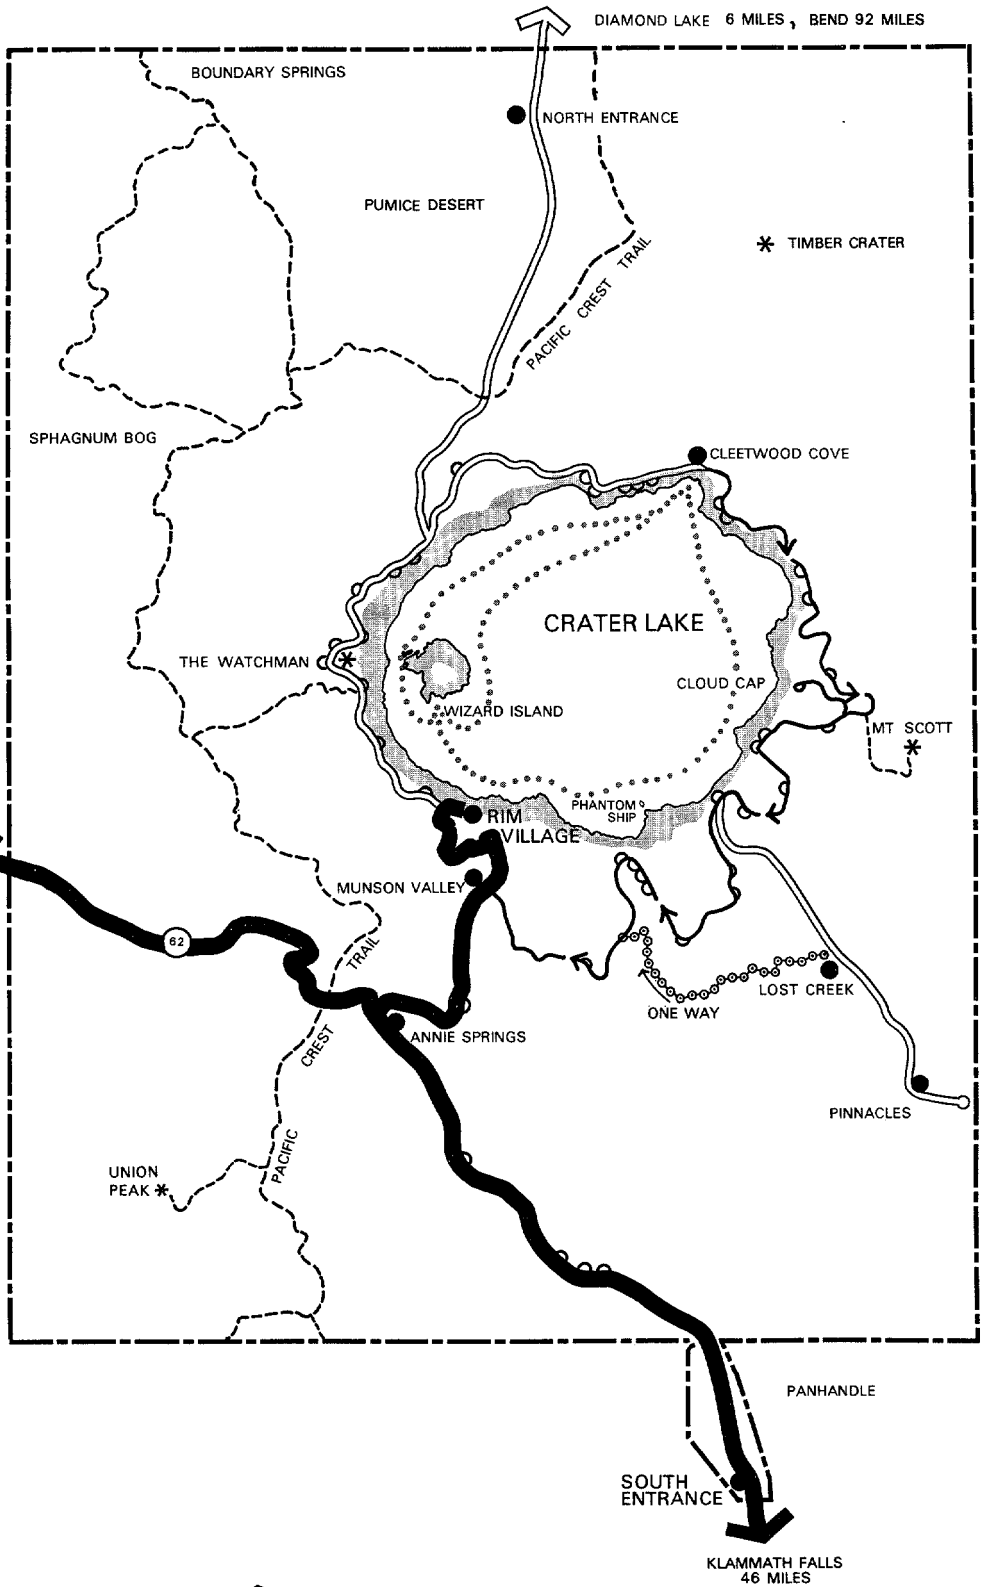 DIAMOND LAKE 6 MILES, BEND 92 MILES
BOUNDARY SPRINGS
NORTH ENTRANCE
PUMICE DESERT
TIMBER CRATER
PACIFIC CREST TRAIL
SPHAGNUM BOG
CLEETWOOD COVE
CRATER LAKE
THE WATCHMAN
CLOUD CAP
WIZARD ISLAND
MT SCOTT
PHANTOM
SHIP
RIM
VILLAGE
MUNSON VALLEY
62
TRAIL
LOST CREEK
ONE WAY
ANNIE SPRINGS
CREST
PINNACLES
PACIFIC
UNION
PEAK
PANHANDLE
SOUTH
ENTRANCE
KLAMMATH FALLS
46 MILES